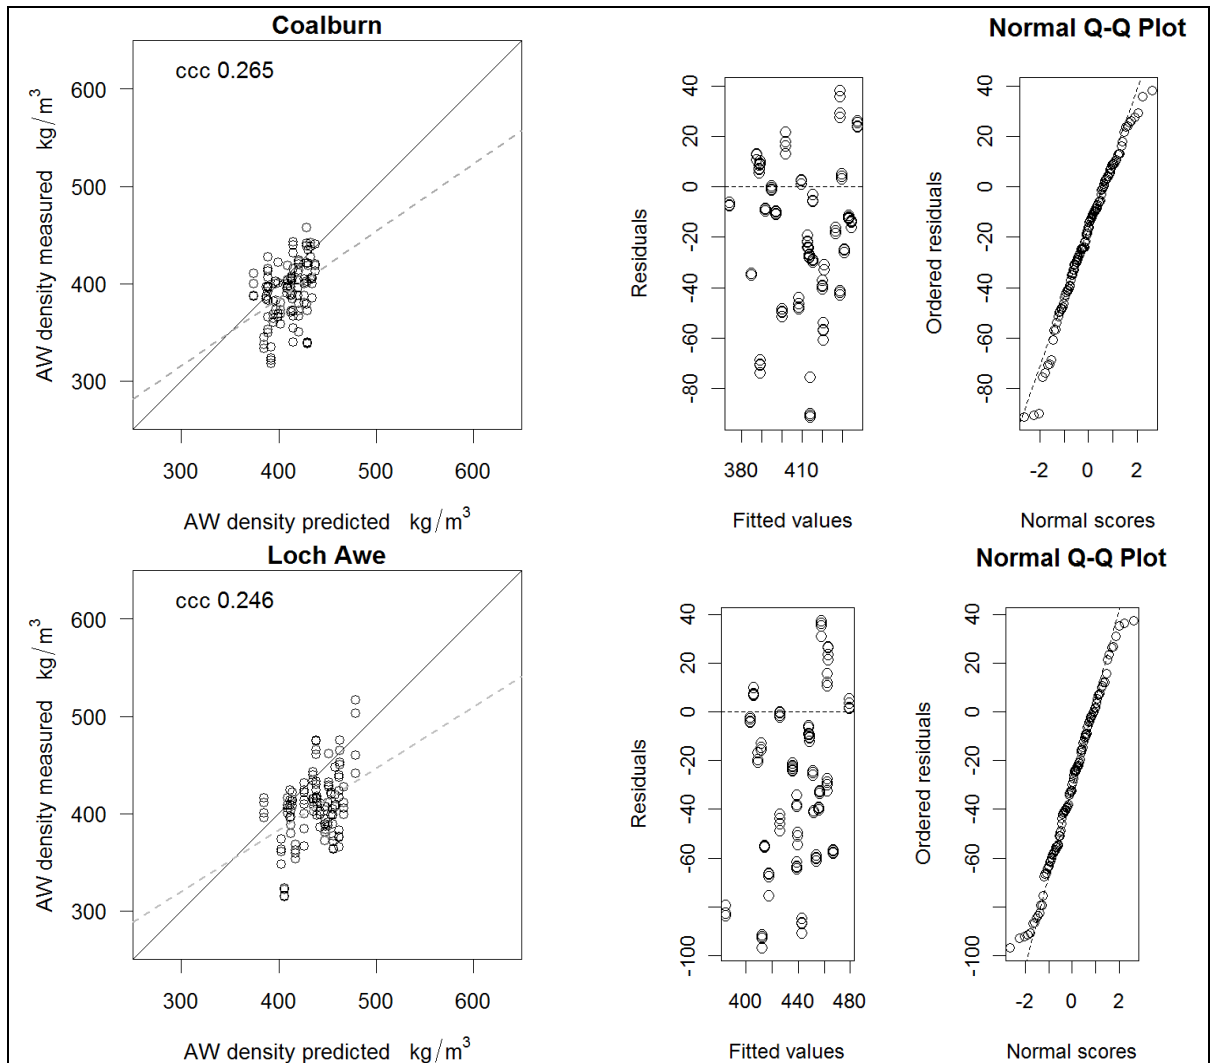 Coalburn
Normal Q-Q Plot
ccc 0.265
AW density measured kg/m³
600
500
400
300
300 400 500 600
AW density predicted kg/m³
Residuals
40
20
0
-20
-40
-60
-80
380 410
Fitted values
Ordered residuals
40
20
0
-20
-40
-60
-80
-2 0 2
Normal scores
Loch Awe
Normal Q-Q Plot
ccc 0.246
AW density measured kg/m³
600
500
400
300
300 400 500 600
AW density predicted kg/m³
Residuals
40
20
0
-20
-40
-60
-100
400 440 480
Fitted values
Ordered residuals
40
20
0
-20
-40
-60
-100
-2 0 2
Normal scores